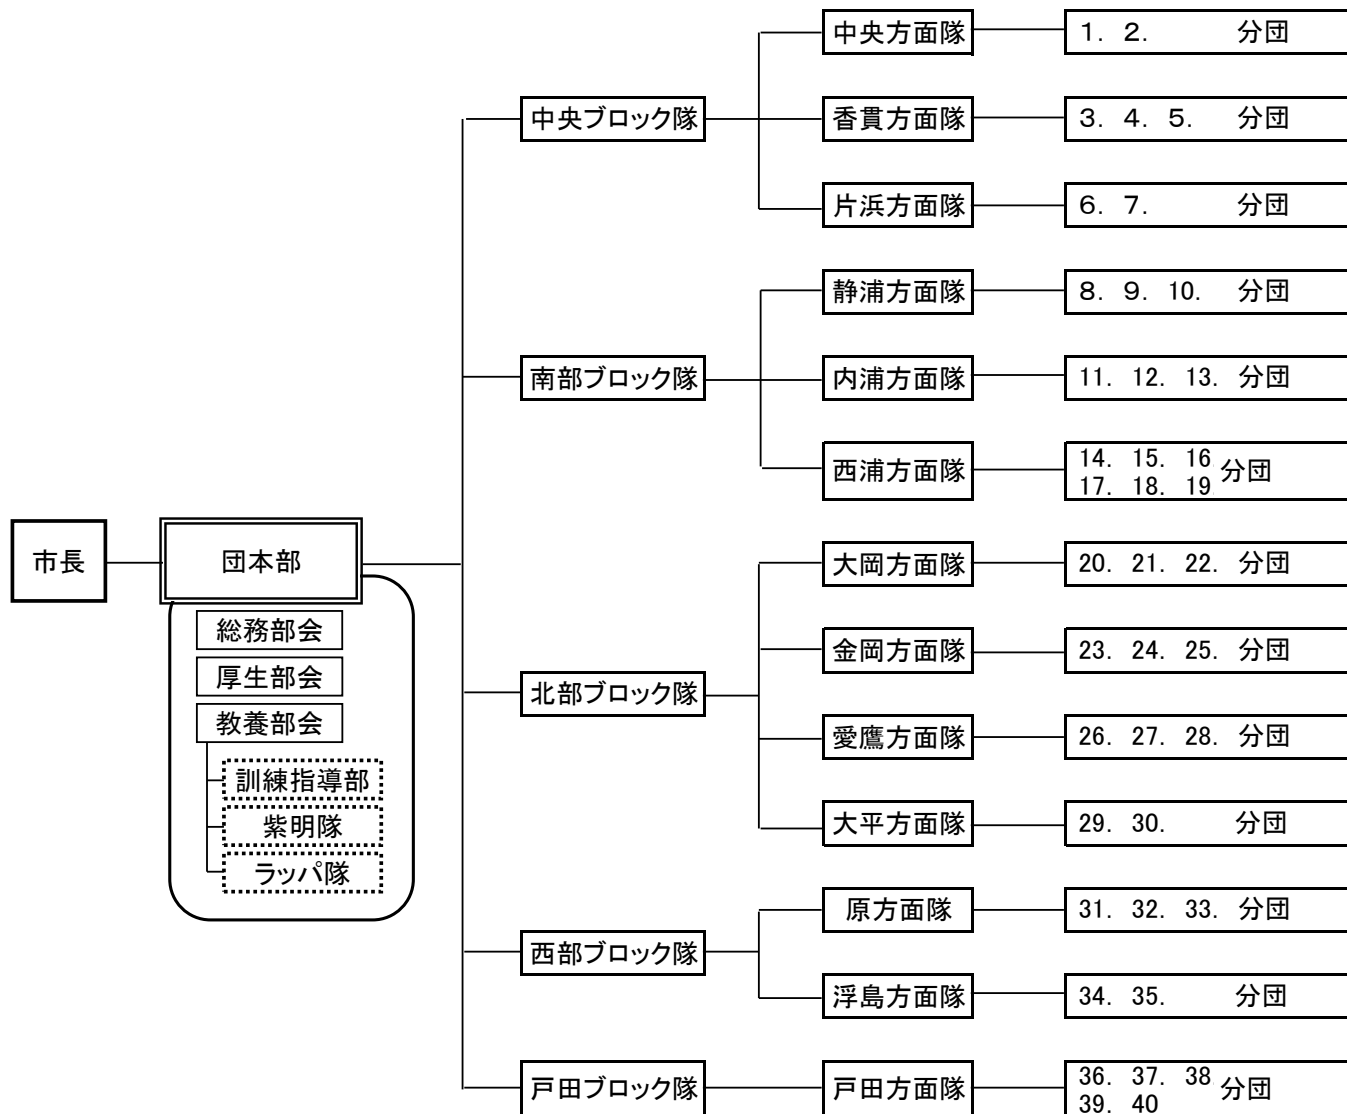 中央方面隊
1. 2. 分団
中央ブロック隊
香貫方面隊
3. 4. 5. 分団
片浜方面隊
6. 7. 分団
静浦方面隊
8. 9. 10. 分団
南部ブロック隊
内浦方面隊
11. 12. 13. 分団
西浦方面隊
14. 15. 16.
17. 18. 19
分団
市長
団本部
総務部会
厚生部会
教養部会
訓練指導部
紫明隊
ラッパ隊
大岡方面隊
20. 21. 22. 分団
金岡方面隊
23. 24. 25. 分団
北部ブロック隊
愛鷹方面隊
26. 27. 28. 分団
大平方面隊
29. 30. 分団
原方面隊
31. 32. 33. 分団
西部ブロック隊
浮島方面隊
34. 35. 分団
戸田ブロック隊
戸田方面隊
36. 37. 38.
39. 40
分団